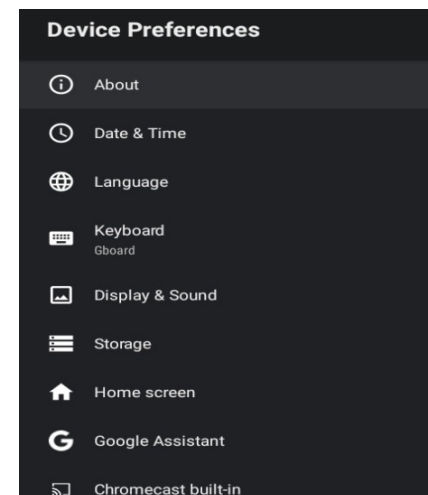 Device Preferences
About
Date & Time
Language
Keyboard
Gboard
Display & Sound
Storage
Home screen
Google Assistant
Chromecast built-in